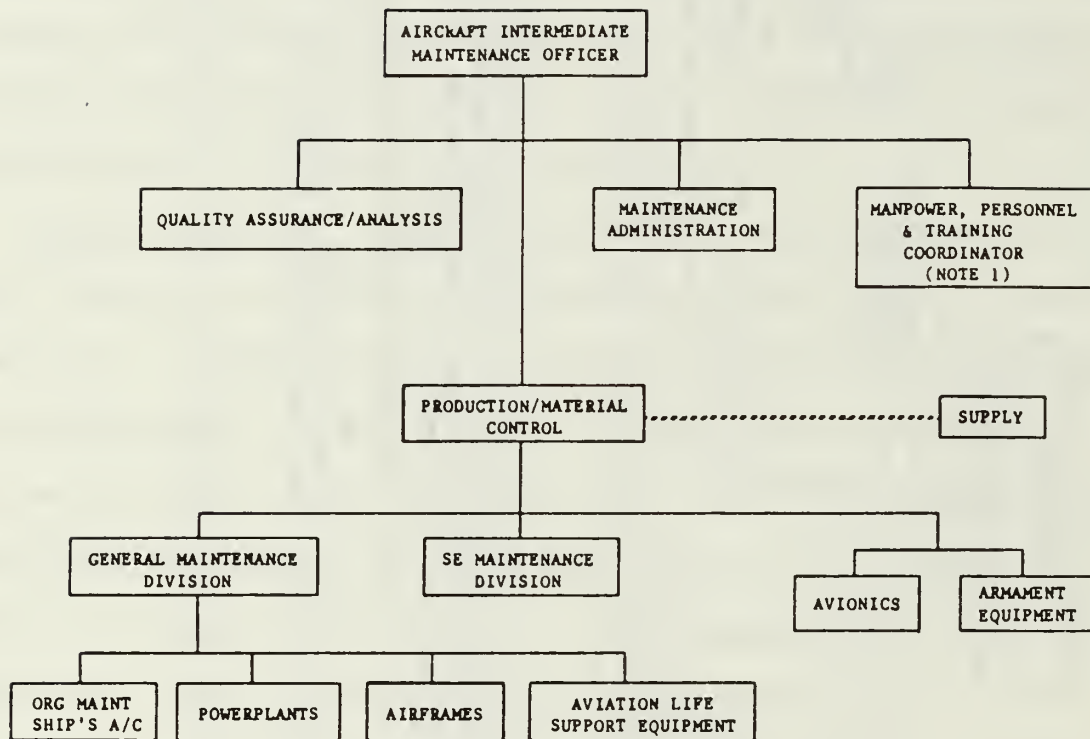 AIRCRAFT INTERMEDIATE
MAINTENANCE OFFICER
QUALITY ASSURANCE/ANALYSIS
MAINTENANCE
ADMINISTRATION
MANPOWER, PERSONNEL
& TRAINING
COORDINATOR
(NOTE 1)
PRODUCTION/MATERIAL
CONTROL
SUPPLY
GENERAL MAINTENANCE
DIVISION
SE MAINTENANCE
DIVISION
AVIONICS
ARMAMENT
EQUIPMENT
ORG MAINT
SHIP'S A/C
POWERPLANTS
AIRFRAMES
AVIATION LIFE
SUPPORT EQUIPMENT